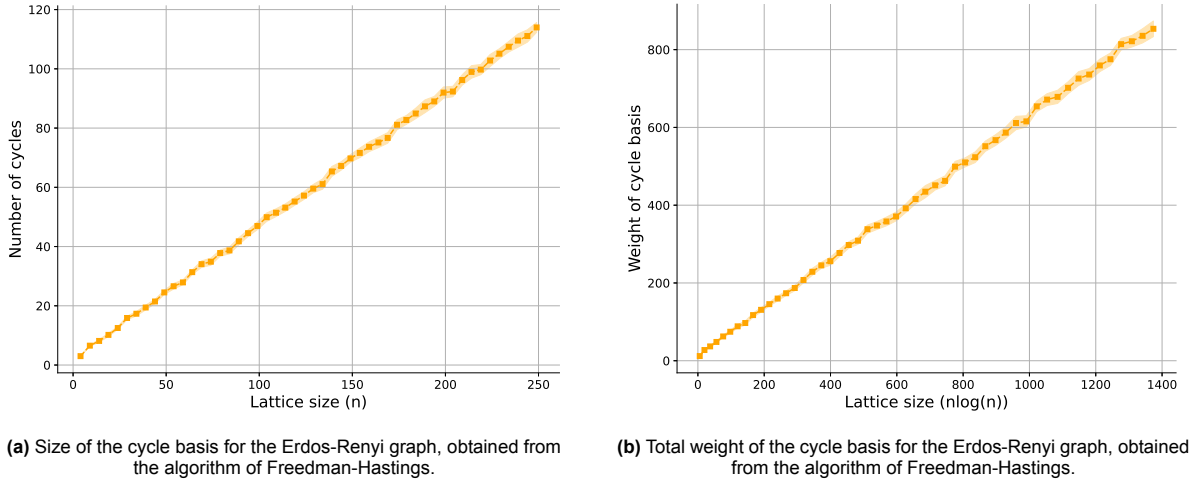 120
100
80
60
40
20
0
Number of cycles
0 50 100 150 200 250
Lattice size (n)
(a) Size of the cycle basis for the Erdos-Renyi graph, obtained from
the algorithm of Freedman-Hastings.
800
600
400
200
0
Weight of cycle basis
0 200 400 600 800 1000 1200 1400
Lattice size (nlog(n))
(b) Total weight of the cycle basis for the Erdos-Renyi graph, obtained
from the algorithm of Freedman-Hastings.